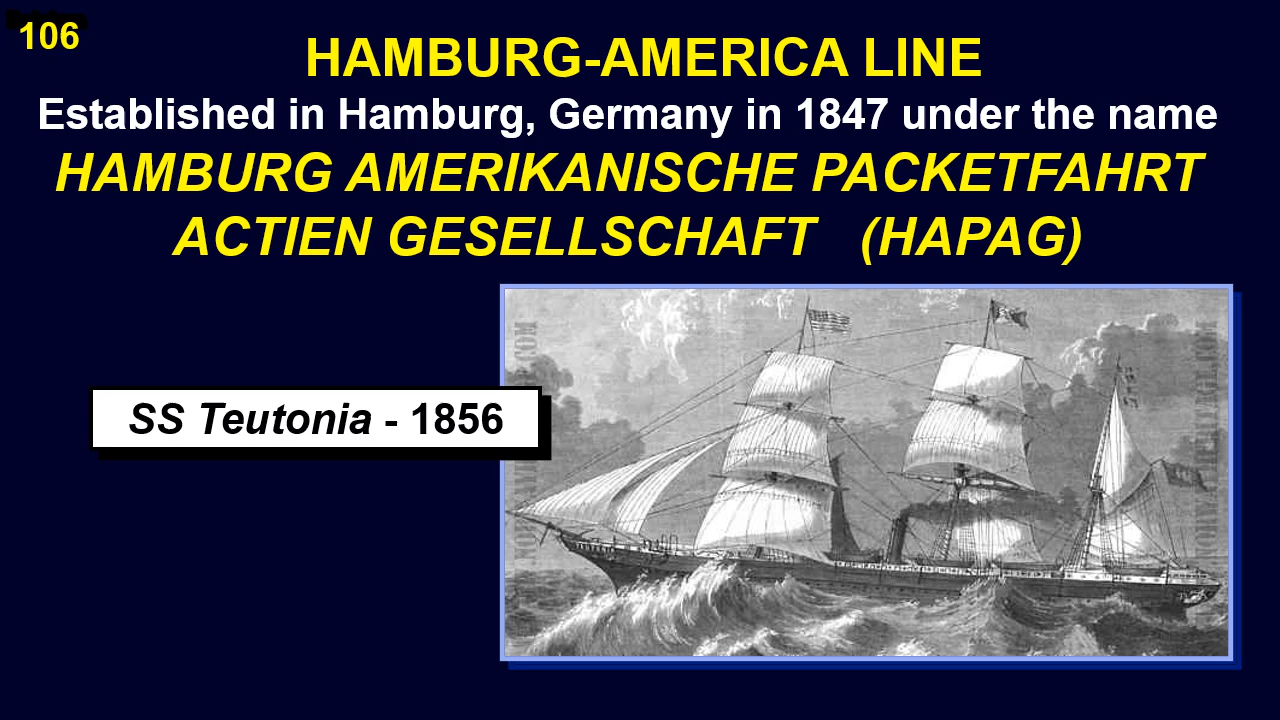 106
HAMBURG-AMERICA LINE
Established in Hamburg, Germany in 1847 under the name
HAMBURG AMERIKANISCHE PACKETFAHRT
ACTIEN GESELLSCHAFT (HAPAG)
SS Teutonia - 1856